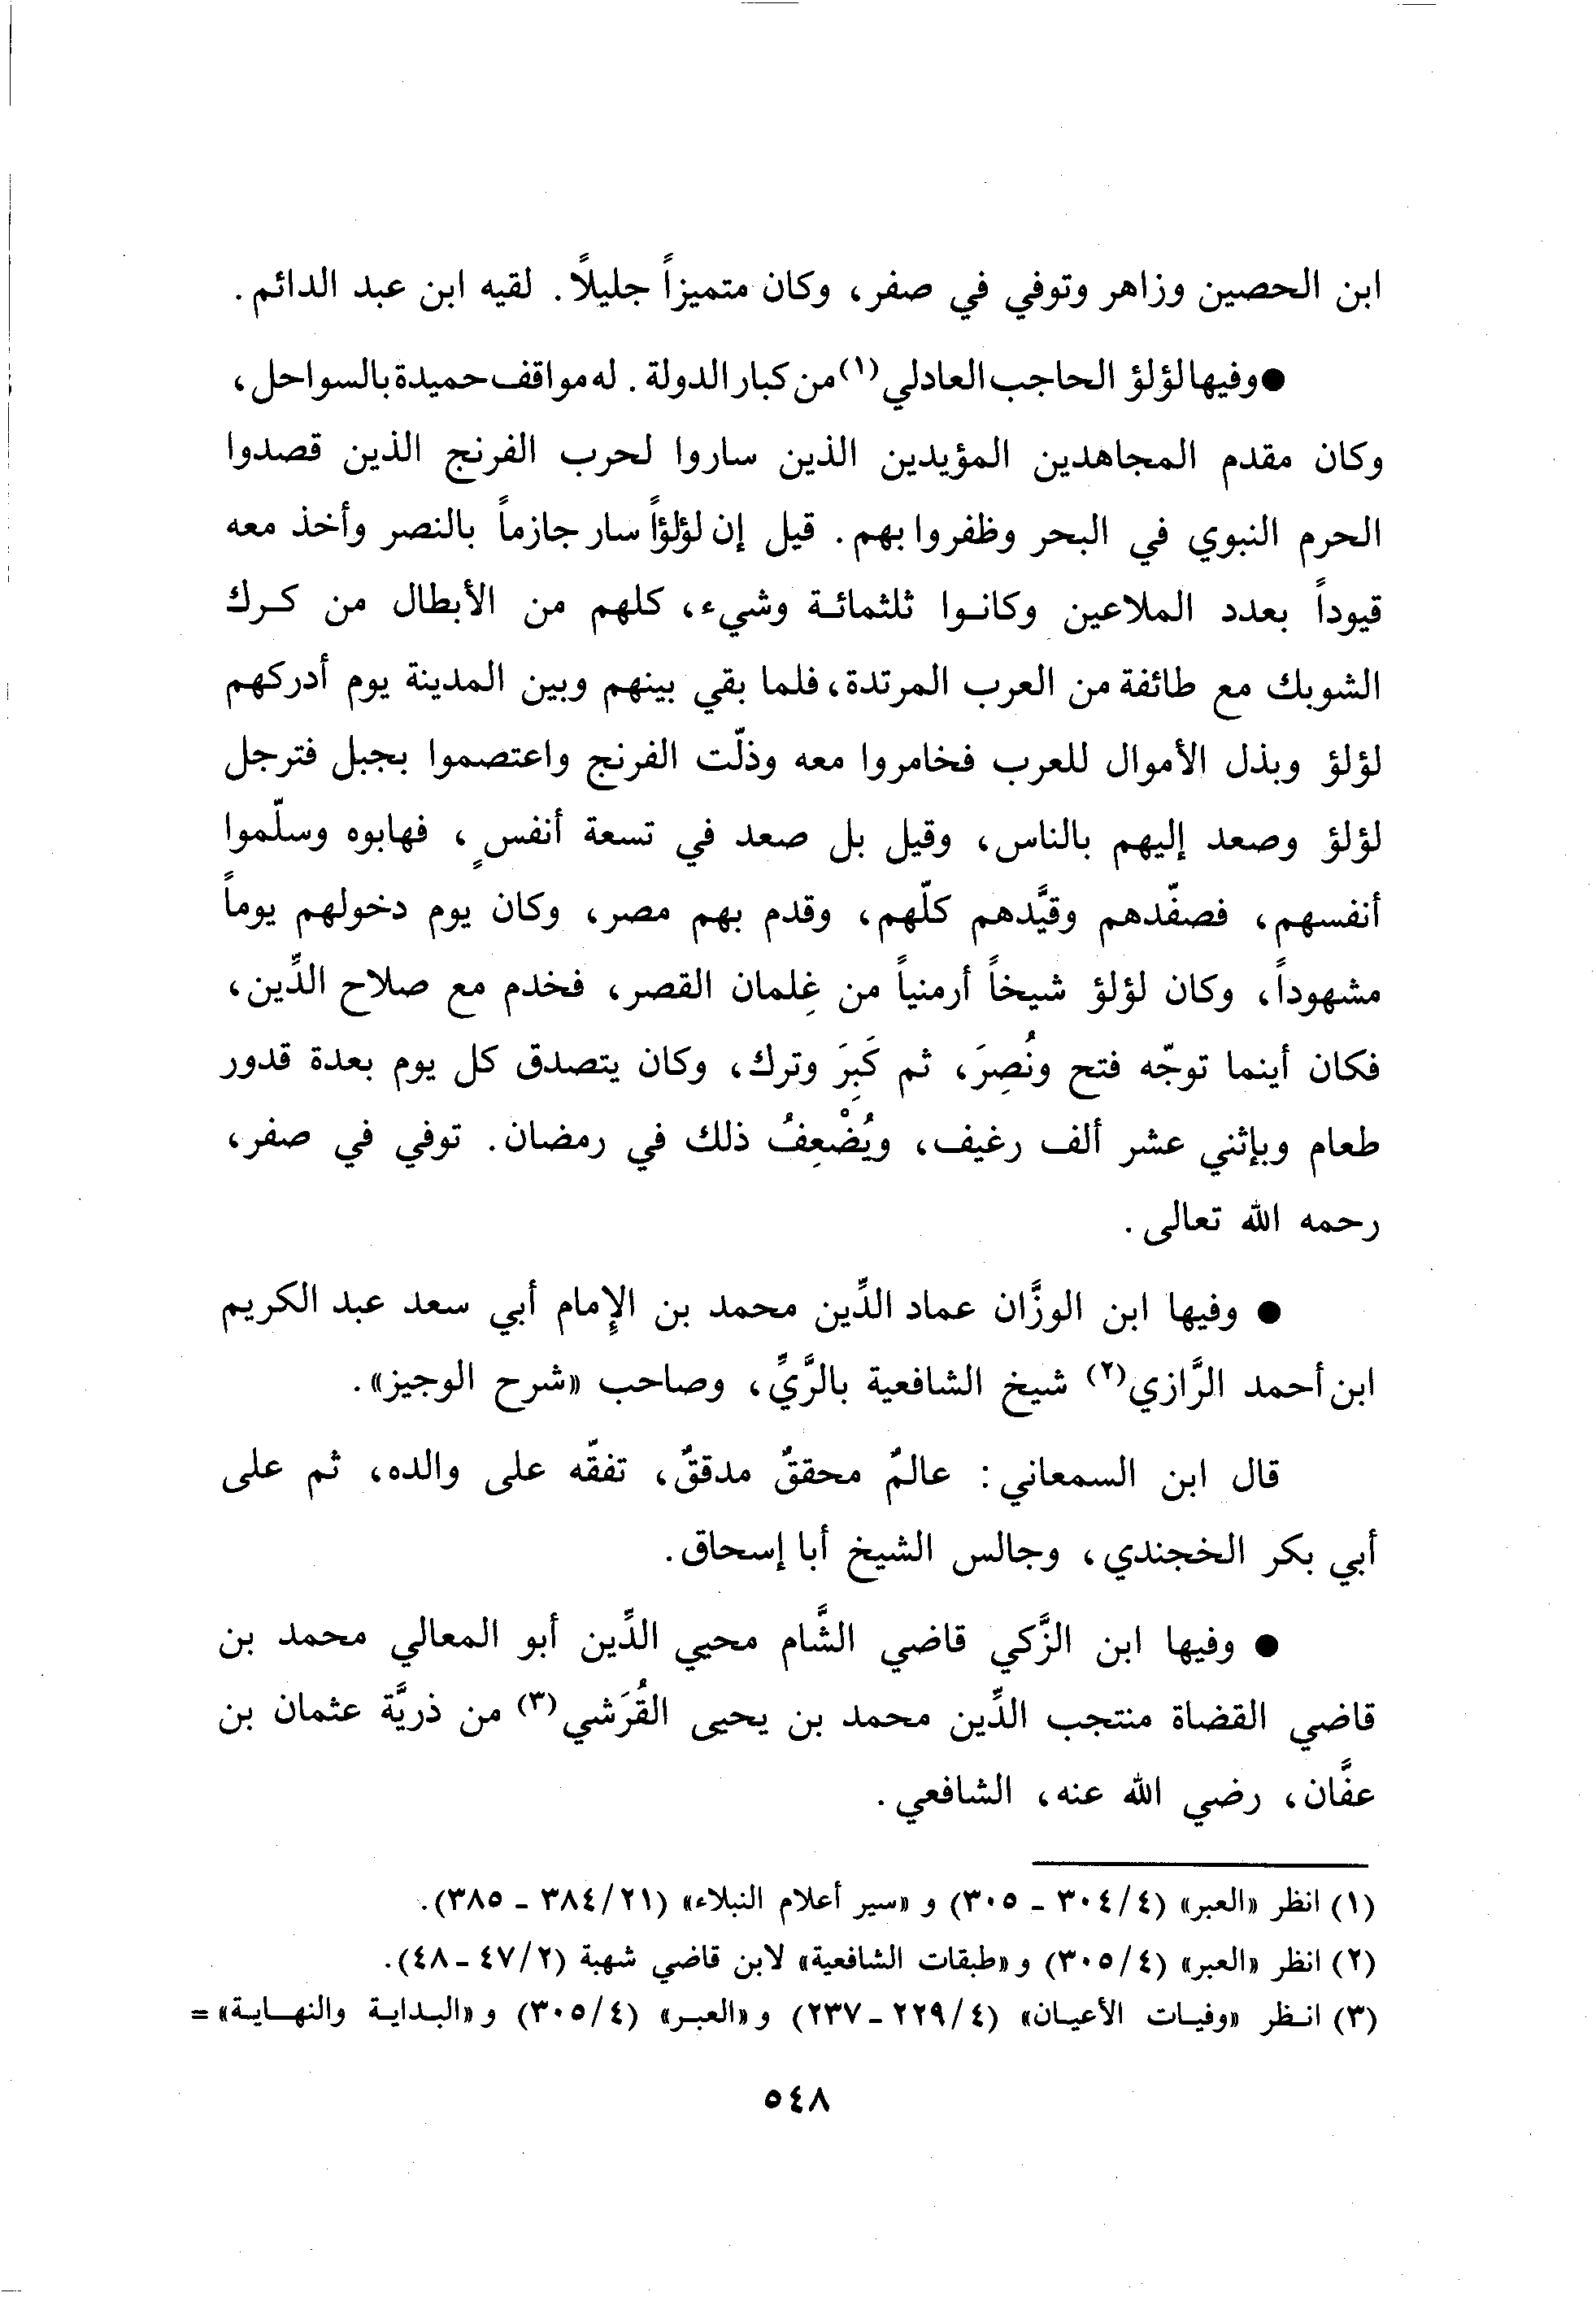 ابن الحصين وزاهر وتوفي في صفر، وكان متميزاً جليلاً. لقيه ابن عبد الدائم.
● وفيها لؤلؤ الحاجب العادلي(١) من كبار الدولة. له مواقف حميدة بالسواحل،
وكان مقدم المجاهدين المؤيدين الذين ساروا لحرب الفرنج الذين قصدوا
الحرم النبوي في البحر وظفروا بهم. قيل إن لؤلؤاً سار جازماً بالنصر وأخذ معه
قيوداً بعدد الملاعين وكانوا ثلثمائة وشيء، كلهم من الأبطال من كرك
الشوبك مع طائفة من العرب المرتدة، فلما بقي بينهم وبين المدينة يوم أدركهم
لؤلؤ وبذل الأموال للعرب فخامروا معه وذلّت الفرنج واعتصموا بجبل فترجل
لؤلؤ وصعد إليهم بالناس، وقيل بل صعد في تسعة أنفسٍ، فهابوه وسلّموا
أنفسهم، فصفّدهم وقيَّدهم كلّهم، وقدم بهم مصر، وكان يوم دخولهم يوماً
مشهوداً، وكان لؤلؤ شيخاً أرمنياً من غِلمان القصر، فخدم مع صلاح الدِّين،
فكان أينما توجّه فتح ونُصِرَ، ثم كَبِرَ وترك، وكان يتصدق كل يوم بعدة قدور
طعام وبإثني عشر ألف رغيف، ويُضْعِفُ ذلك في رمضان. توفي في صفر،
رحمه الله تعالى.
● وفيها ابن الوزَّان عماد الدِّين محمد بن الإِمام أبي سعد عبد الكريم
ابن أحمد الرَّازي(٢) شيخ الشافعية بالرَّيِّ، وصاحب «شرح الوجيز».
قال ابن السمعاني: عالمٌ محققٌ مدققٌ، تفقّه على والده، ثم على
أبي بكر الخجندي، وجالس الشيخ أبا إسحاق.
● وفيها ابن الزَّكي قاضي الشَّام محيي الدِّين أبو المعالي محمد بن
قاضي القضاة منتجب الدِّين محمد بن يحيى القُرَشي(٣) من ذريَّة عثمان بن
عفَّان، رضي الله عنه، الشافعي.
(١) انظر «العبر» (٣٠٤/٤ - ٣٠٥) و «سير أعلام النبلاء» (٣٨٤/٢١ - ٣٨٥).
(٢) انظر «العبر» (٣٠٥/٤) و «طبقات الشافعية» لابن قاضي شهبة (٤٧/٢ - ٤٨).
(٣) انظر «وفيات الأعيان» (٢٢٩/٤ - ٢٣٧) و «العبر» (٣٠٥/٤) و «البداية والنهاية» =
٥٤٨